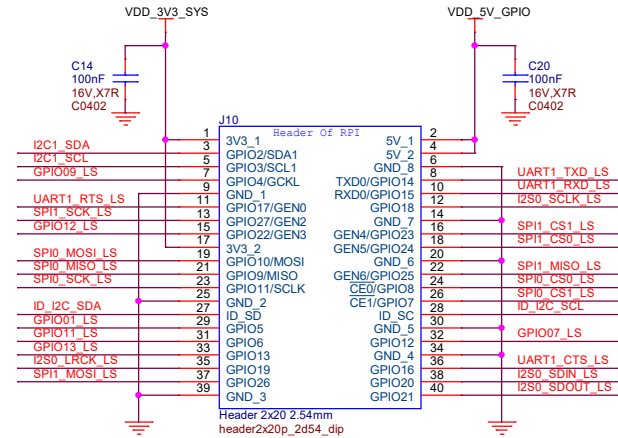 VDD_3V3_SYS
VDD_5V_GPIO
C14
100nF
16V,X7R
C0402
C20
100nF
16V,X7R
C0402
J10
Header Of RPI
1 3V3_1 5V_1 2
I2C1_SDA 3 GPIO2/SDA1 5V_2 4
I2C1_SCL 5 GPIO3/SCL1 GND_8 6
GPIO09_LS 7 GPIO4/GCKL TXD0/GPIO14 8 UART1_TXD_LS
9 GND_1 RXD0/GPIO15 10 UART1_RXD_LS
UART1_RTS_LS 11 GPIO17/GEN0 GPIO18 12 I2S0_SCLK_LS
SPI1_SCK_LS 13 GPIO27/GEN2 GND_7 14
GPIO12_LS 15 GPIO22/GEN3 GEN4/GPIO23 16 SPI1_CS1_LS
17 3V3_2 GEN5/GPIO24 18 SPI1_CS0_LS
SPI0_MOSI_LS 19 GPIO10/MOSI GND_6 20
SPI0_MISO_LS 21 GPIO9/MISO GEN6/GPIO25 22 SPI1_MISO_LS
SPI0_SCK_LS 23 GPIO11/SCLK CE0/GPIO8 24 SPI0_CS0_LS
25 GND_2 CE1/GPIO7 26 SPI0_CS1_LS
ID_I2C_SDA 27 ID_SD ID_SC 28 ID_I2C_SCL
GPIO01_LS 29 GPIO5 GND_5 30
GPIO11_LS 31 GPIO6 GPIO12 32 GPIO07_LS
GPIO13_LS 33 GPIO13 GND_4 34
I2S0_LRCK_LS 35 GPIO19 GPIO16 36 UART1_CTS_LS
SPI1_MOSI_LS 37 GPIO26 GPIO20 38 I2S0_SDIN_LS
39 GND_3 GPIO21 40 I2S0_SDOUT_LS
Header 2x20 2.54mm
header2x20p_2d54_dip